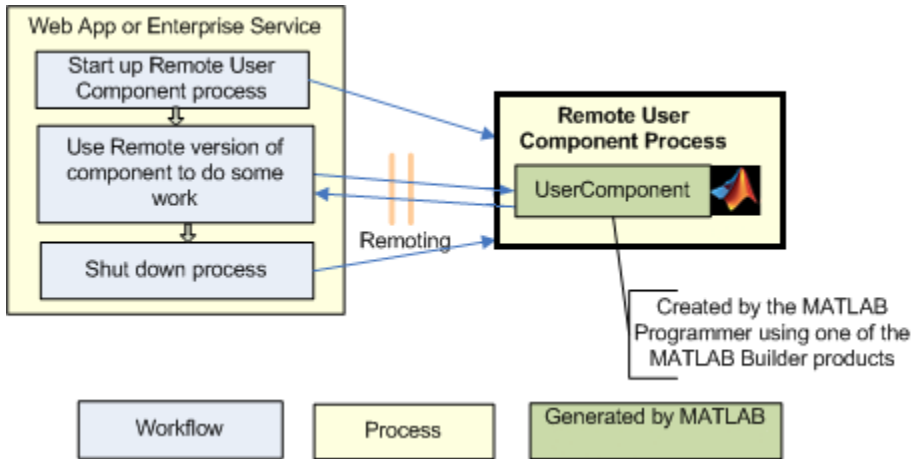 Web App or Enterprise Service
Start up Remote User
Component process
Use Remote version of
component to do some
work
Shut down process
Remoting
Remote User
Component Process
UserComponent
Created by the MATLAB
Programmer using one of the
MATLAB Builder products
Workflow
Process
Generated by MATLAB